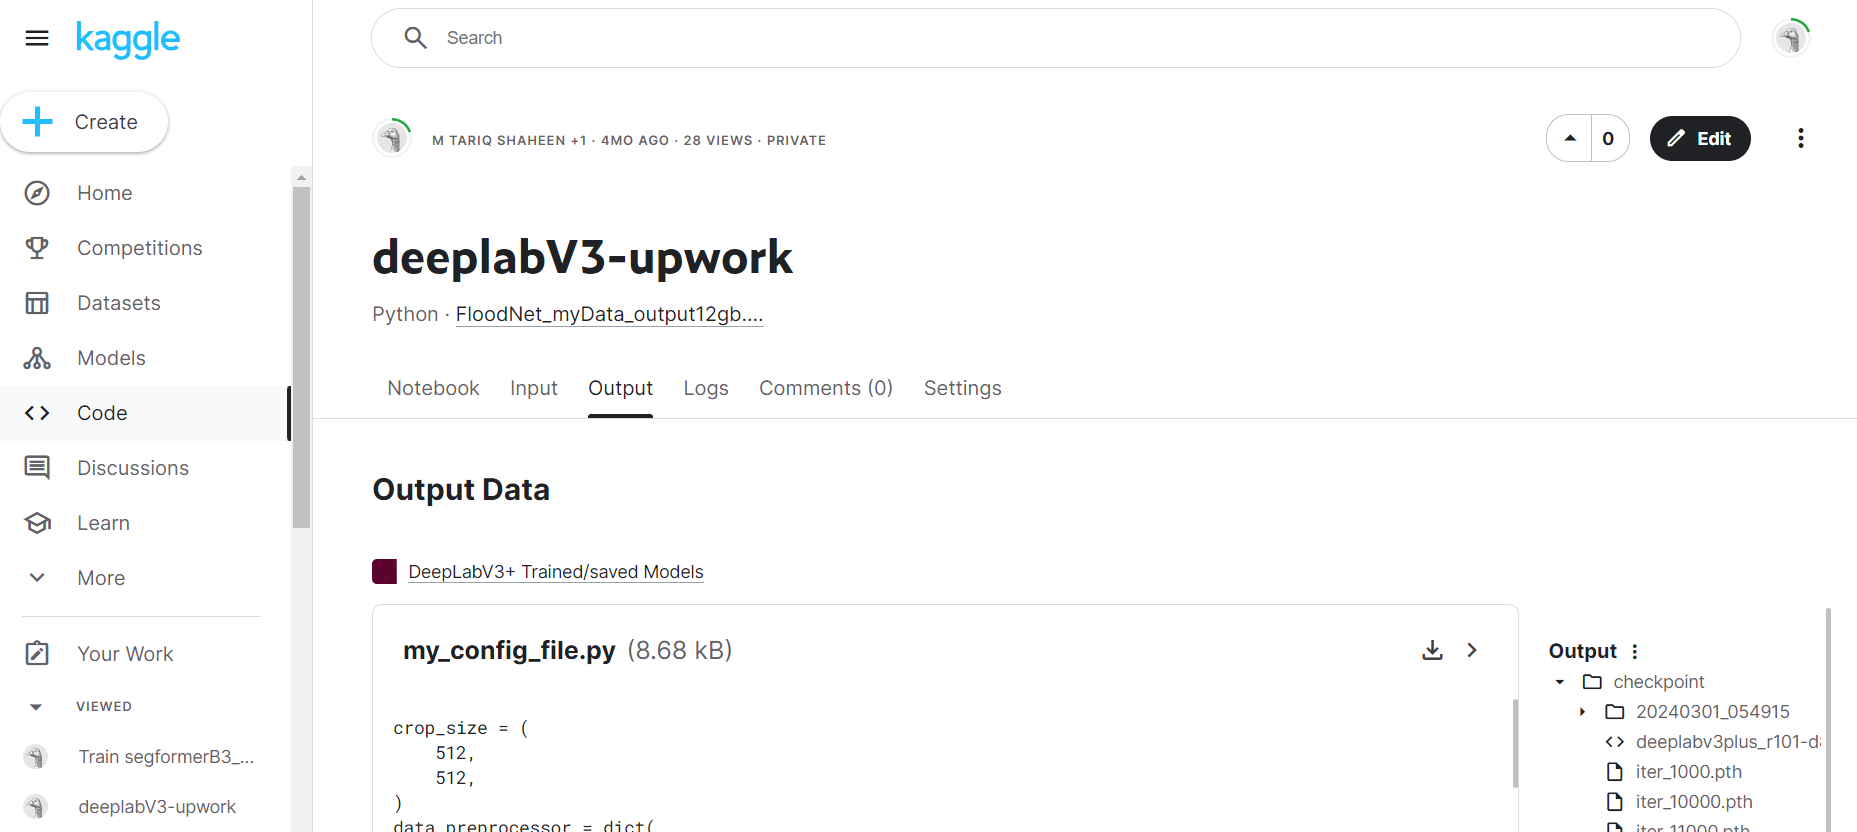 kaggle
Search
Create
Home
Competitions
Datasets
Models
Code
Discussions
Learn
More
Your Work
VIEWED
Train segformerB3_...
deeplabV3-upwork
M TARIQ SHAHEEN +1 · 4MO AGO · 28 VIEWS · PRIVATE
0
Edit
deeplabV3-upwork
Python · FloodNet_myData_output12gb....
Notebook Input Output Logs Comments (0) Settings
Output Data
DeepLabV3+ Trained/saved Models
my_config_file.py (8.68 kB)
crop_size = (
512,
512,
)
data_preprocessor = dict(
Output
checkpoint
20240301_054915
deeplabv3plus_r101-d8
iter_1000.pth
iter_10000.pth
iter_11000.pth